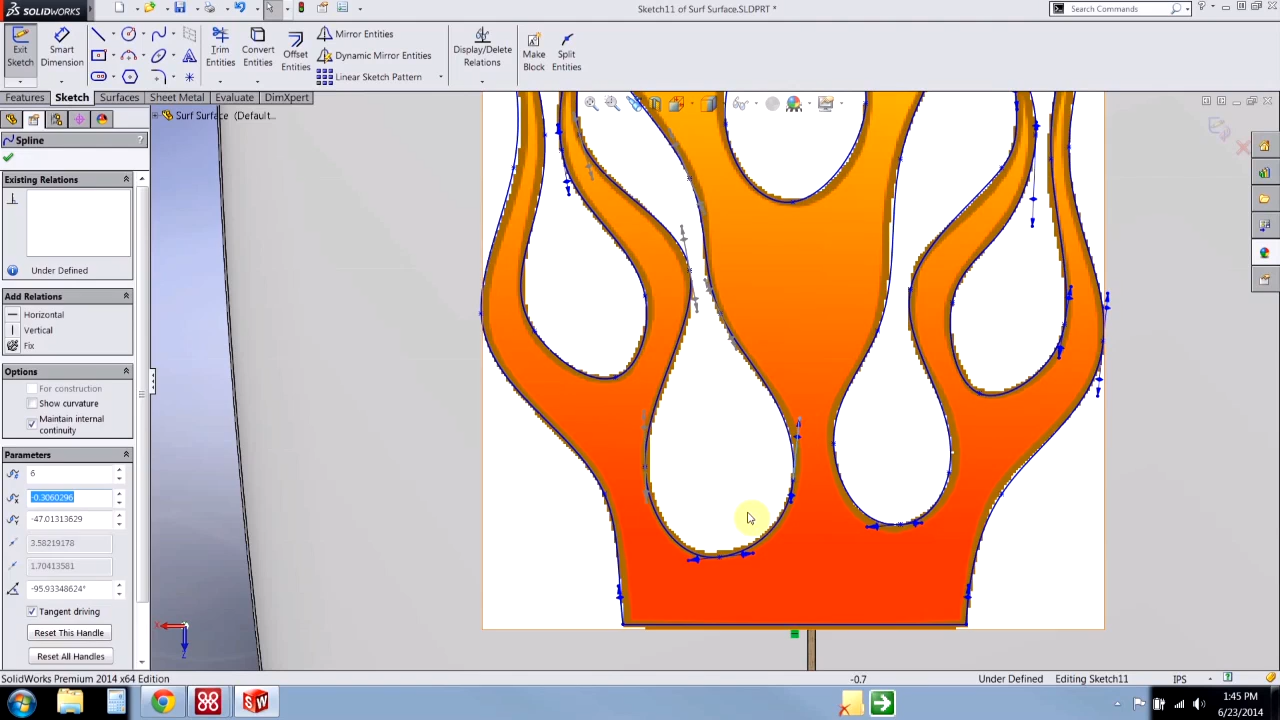 SOLIDWORKS
Sketch11 of Surf Surface.SLDPRT *
Search Commands
Exit Sketch
Smart Dimension
Trim Entities
Convert Entities
Offset Entities
Mirror Entities
Dynamic Mirror Entities
Linear Sketch Pattern
Display/Delete Relations
Make Block
Split Entities
Features Sketch Surfaces Sheet Metal Evaluate DimXpert
Surf Surface (Default...
Spline ?
Existing Relations
Under Defined
Add Relations
Horizontal
Vertical
Fix
Options
For construction
Show curvature
Maintain internal
continuity
Parameters
6
-0.3060296
-47.01313629
3.58219178
1.70413581
-95.93348624°
Tangent driving
Reset This Handle
Reset All Handles
X
Z
SolidWorks Premium 2014 x64 Edition
-0.7 Under Defined Editing Sketch11 IPS
1:45 PM
6/23/2014